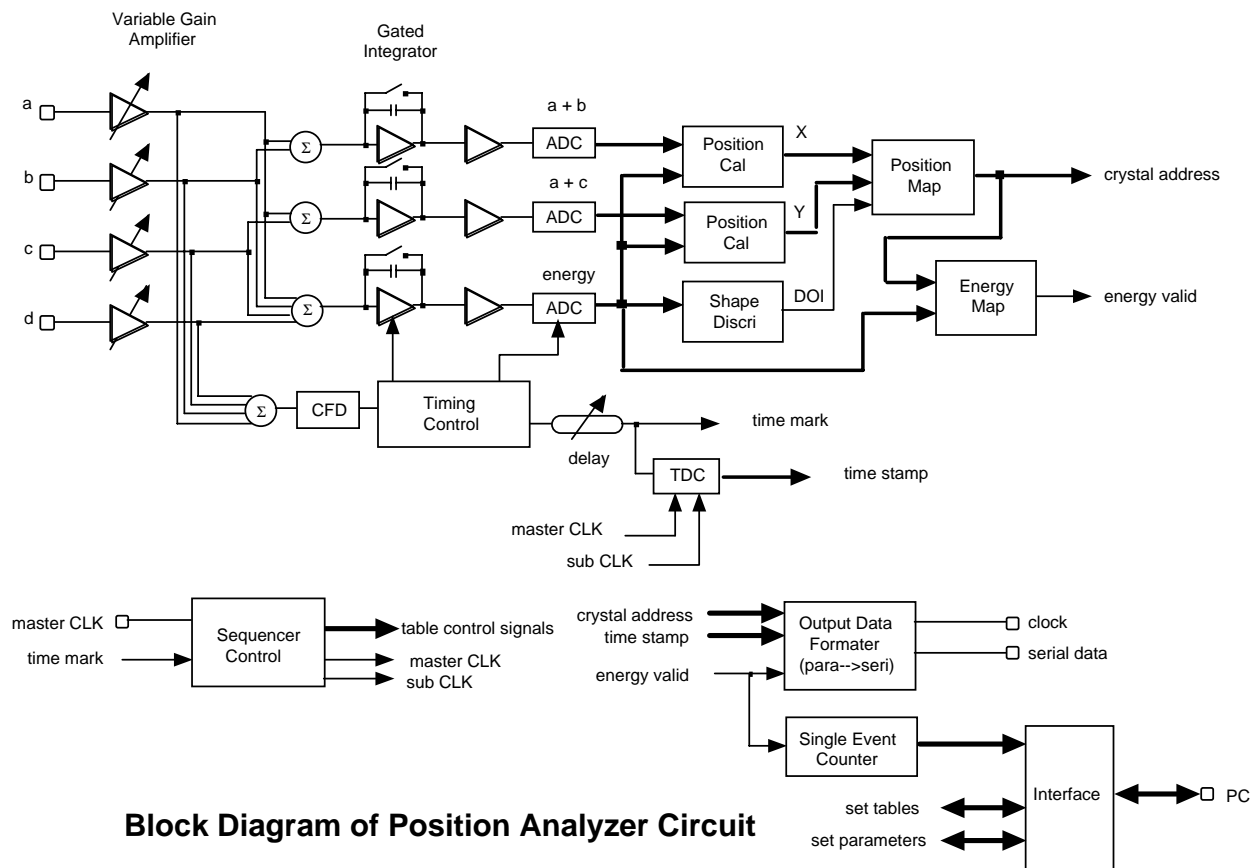 Variable Gain
Amplifier
Gated
Integrator
a
b
c
d
Σ
Σ
Σ
Σ
a + b
ADC
a + c
ADC
energy
ADC
Position
Cal
X
Position
Cal
Y
Shape
Discri
DOI
Position
Map
crystal address
Energy
Map
energy valid
CFD
Timing
Control
delay
time mark
TDC
time stamp
master CLK
sub CLK
master CLK
time mark
Sequencer
Control
table control signals
master CLK
sub CLK
crystal address
time stamp
energy valid
Output Data
Formater
(para-->seri)
clock
serial data
Single Event
Counter
set tables
set parameters
Interface
PC
Block Diagram of Position Analyzer Circuit